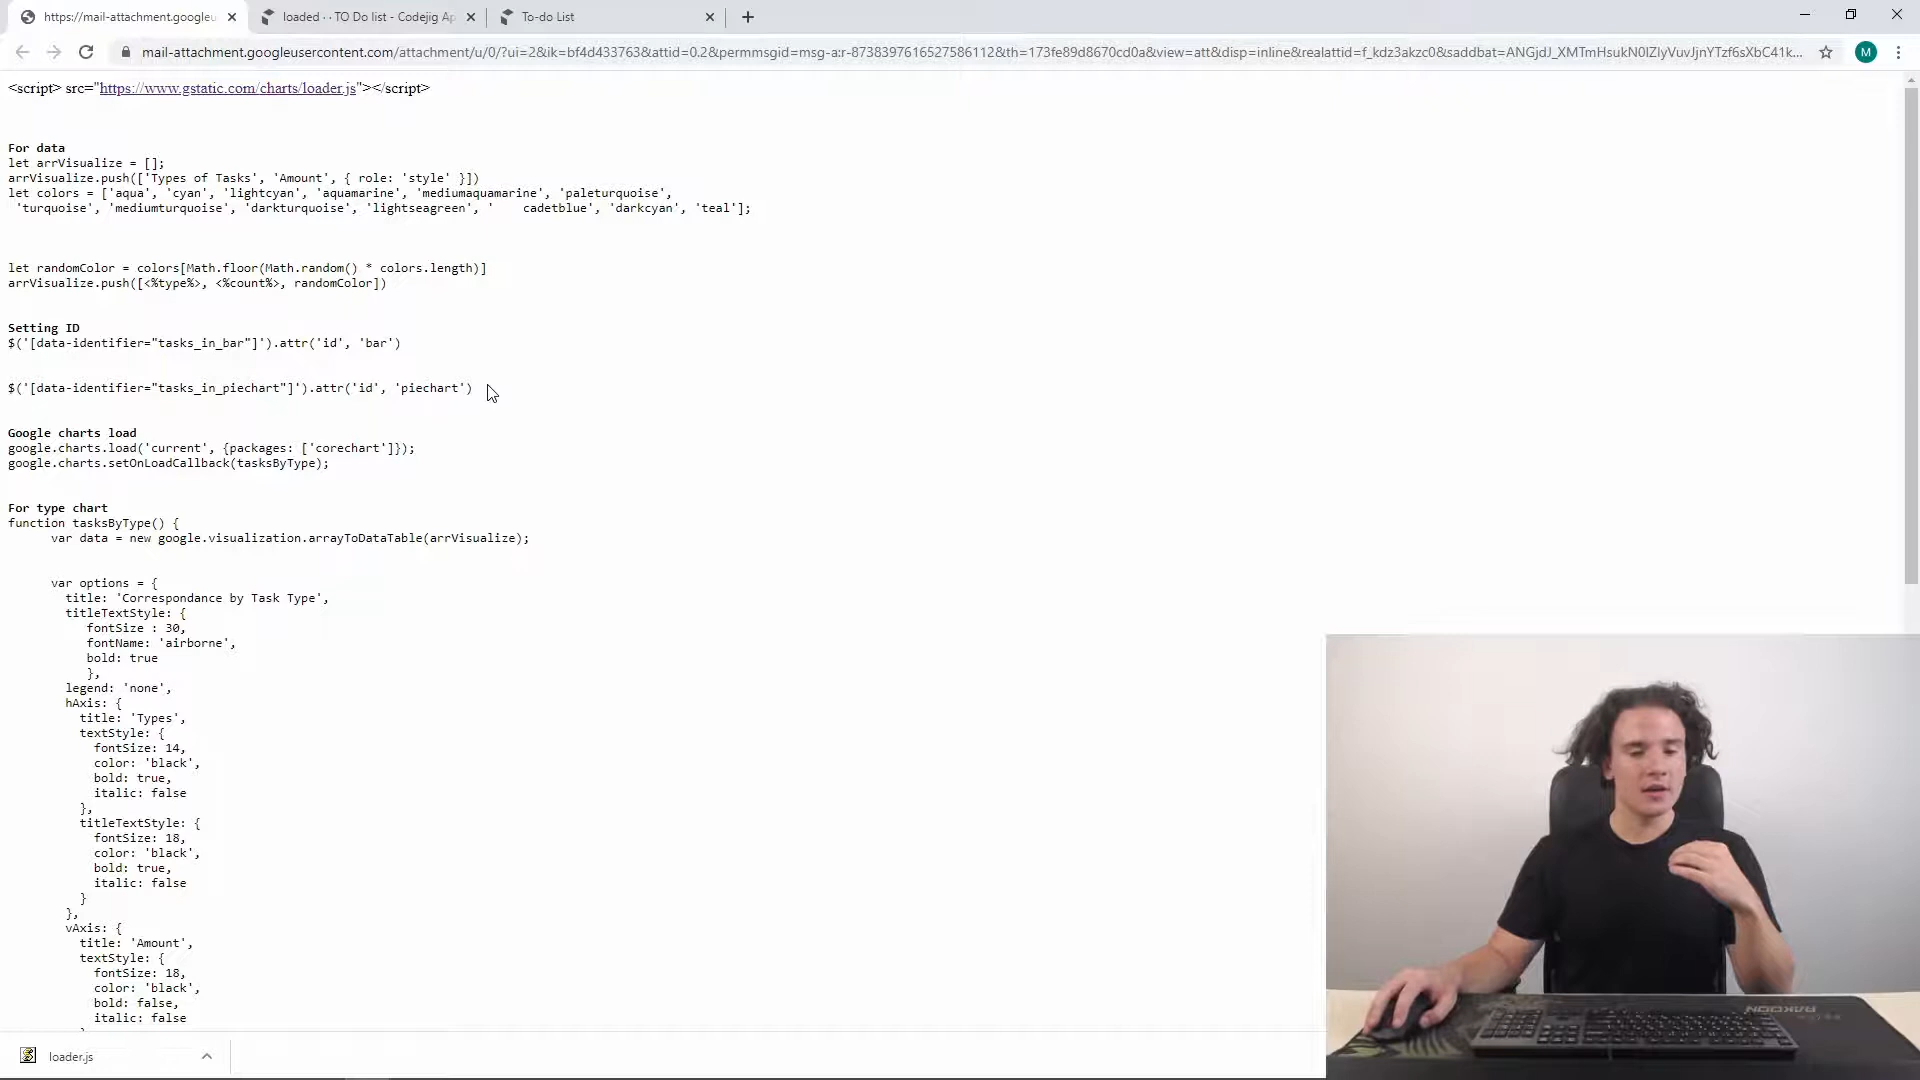 https://mail-attachment.googleu
loaded · · TO Do list - Codejig Ap
To-do List
mail-attachment.googleusercontent.com/attachment/u/0/?ui=2&ik=bf4d433763&attid=0.2&permmsgid=msg-a:r-8738397616527586112&th=173fe89d8670cd0a&view=att&disp=inline&realattid=f_kdz3akzc0&saddbat=ANGjdJ_XMTmHsukN0IZlyVuvJjnYTzf6sXbC41k...
M
<script> src="https://www.gstatic.com/charts/loader.js"></script>
For data
let arrVisualize = [];
arrVisualize.push(['Types of Tasks', 'Amount', { role: 'style' }])
let colors = ['aqua', 'cyan', 'lightcyan', 'aquamarine', 'mediumaquamarine', 'paleturquoise',
'turquoise', 'mediumturquoise', 'darkturquoise', 'lightseagreen', '    cadetblue', 'darkcyan', 'teal'];
let randomColor = colors[Math.floor(Math.random() * colors.length)]
arrVisualize.push([<%type%>, <%count%>, randomColor])
Setting ID
$('[data-identifier="tasks_in_bar"]').attr('id', 'bar')
$('[data-identifier="tasks_in_piechart"]').attr('id', 'piechart')
Google charts load
google.charts.load('current', {packages: ['corechart']});
google.charts.setOnLoadCallback(tasksByType);
For type chart
function tasksByType() {
var data = new google.visualization.arrayToDataTable(arrVisualize);
var options = {
title: 'Correspondance by Task Type',
titleTextStyle: {
fontSize : 30,
fontName: 'airborne',
bold: true
},
legend: 'none',
hAxis: {
title: 'Types',
textStyle: {
fontSize: 14,
color: 'black',
bold: true,
italic: false
},
titleTextStyle: {
fontSize: 18,
color: 'black',
bold: true,
italic: false
}
},
vAxis: {
title: 'Amount',
textStyle: {
fontSize: 18,
color: 'black',
bold: false,
italic: false
loader.js